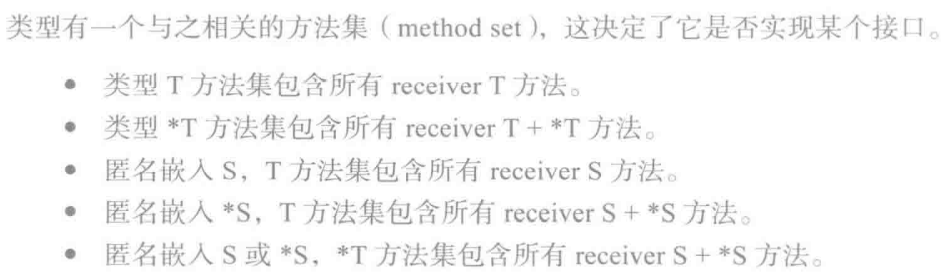 类型有一个与之相关的方法集（method set），这决定了它是否实现某个接口。
• 类型 T 方法集包含所有 receiver T 方法。
• 类型 *T 方法集包含所有 receiver T + *T 方法。
• 匿名嵌入 S，T 方法集包含所有 receiver S 方法。
• 匿名嵌入 *S，T 方法集包含所有 receiver S + *S 方法。
• 匿名嵌入 S 或 *S，*T 方法集包含所有 receiver S + *S 方法。